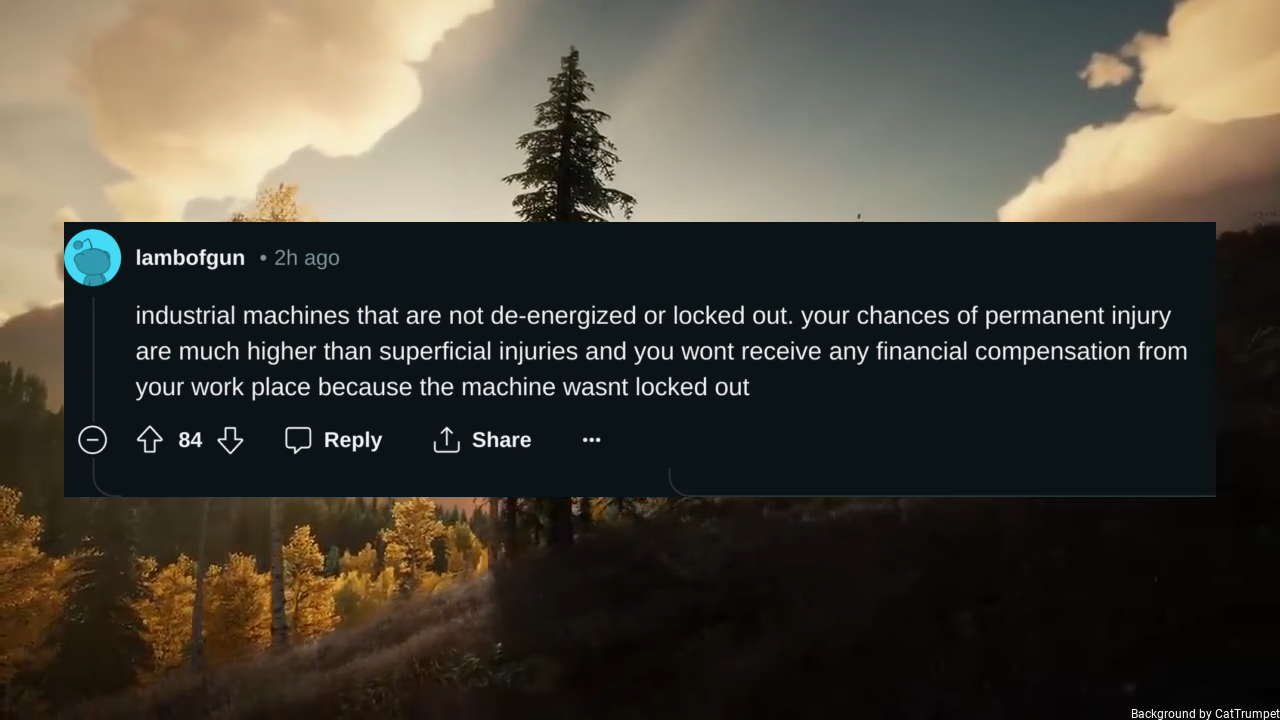 lambofgun • 2h ago
industrial machines that are not de-energized or locked out. your chances of permanent injury
are much higher than superficial injuries and you wont receive any financial compensation from
your work place because the machine wasnt locked out
84 Reply Share ···
Background by CatTrumpet